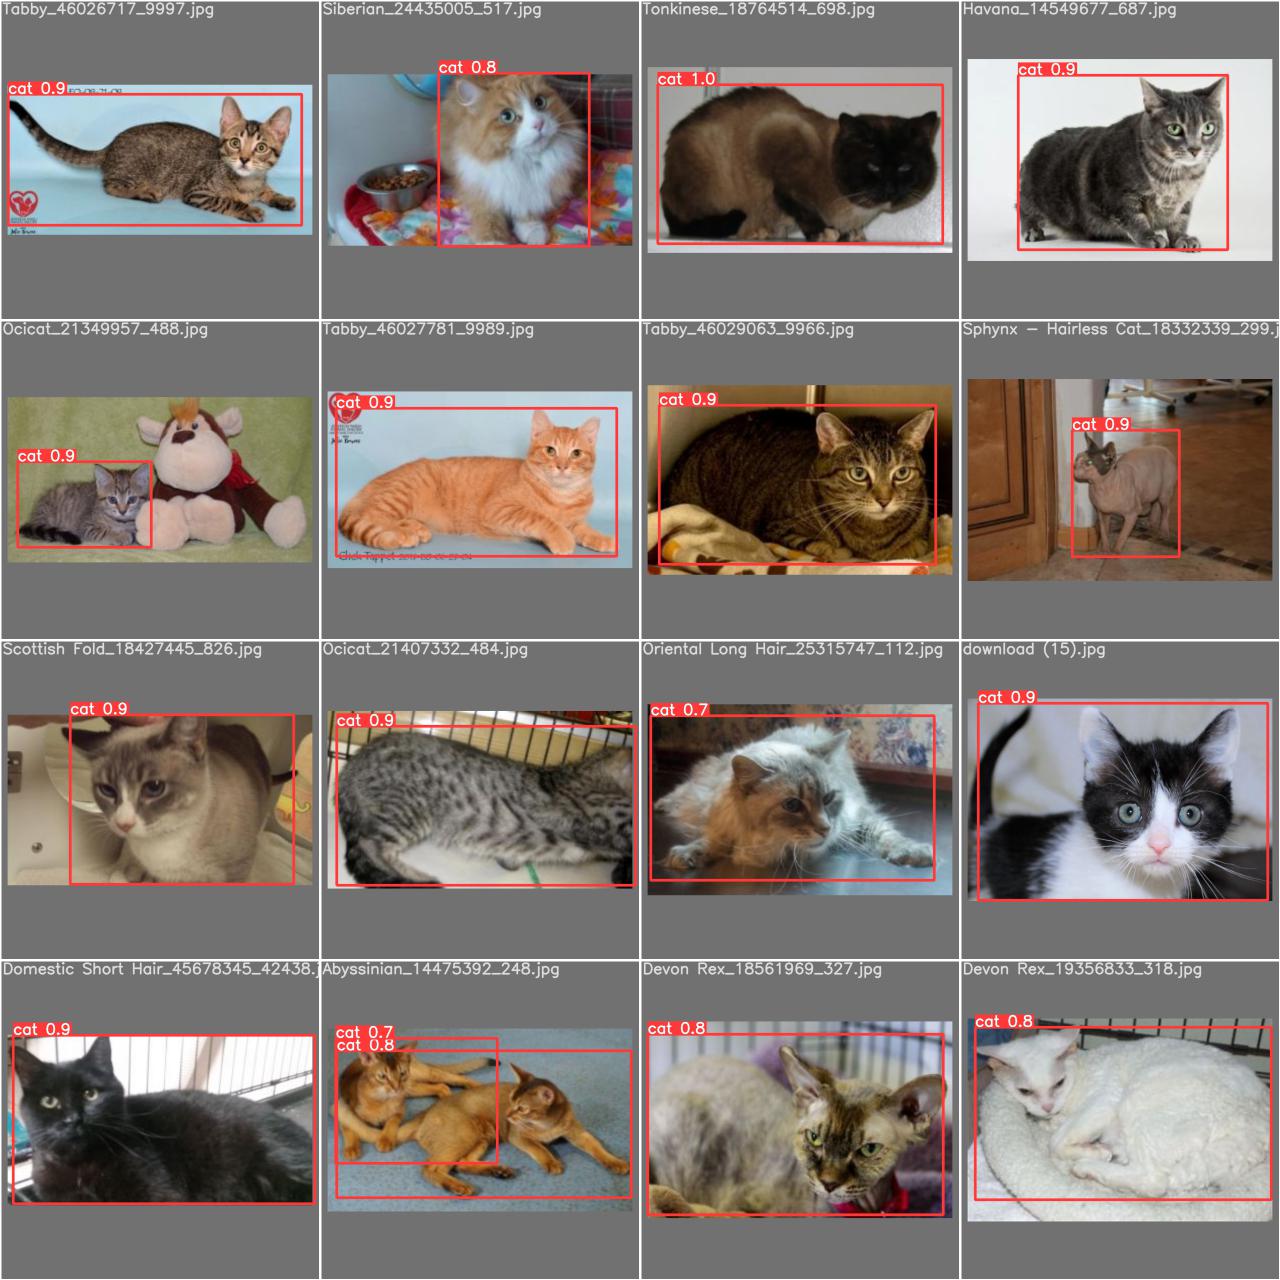 Tabby_46026717_9997.jpg
Siberian_24435005_517.jpg
Tonkinese_18764514_698.jpg
Havana_14549677_687.jpg
cat 0.9
cat 0.8
cat 1.0
cat 0.9
Ocicat_21349957_488.jpg
Tabby_46027781_9989.jpg
Tabby_46029063_9966.jpg
Sphynx – Hairless Cat_18332339_299.j
cat 0.9
cat 0.9
cat 0.9
cat 0.9
Scottish Fold_18427445_826.jpg
Ocicat_21407332_484.jpg
Oriental Long Hair_25315747_112.jpg
download (15).jpg
cat 0.9
cat 0.9
cat 0.7
cat 0.9
Domestic Short Hair_45678345_42438.j
Abyssinian_14475392_248.jpg
Devon Rex_18561969_327.jpg
Devon Rex_19356833_318.jpg
cat 0.9
cat 0.7
cat 0.8
cat 0.8
cat 0.8